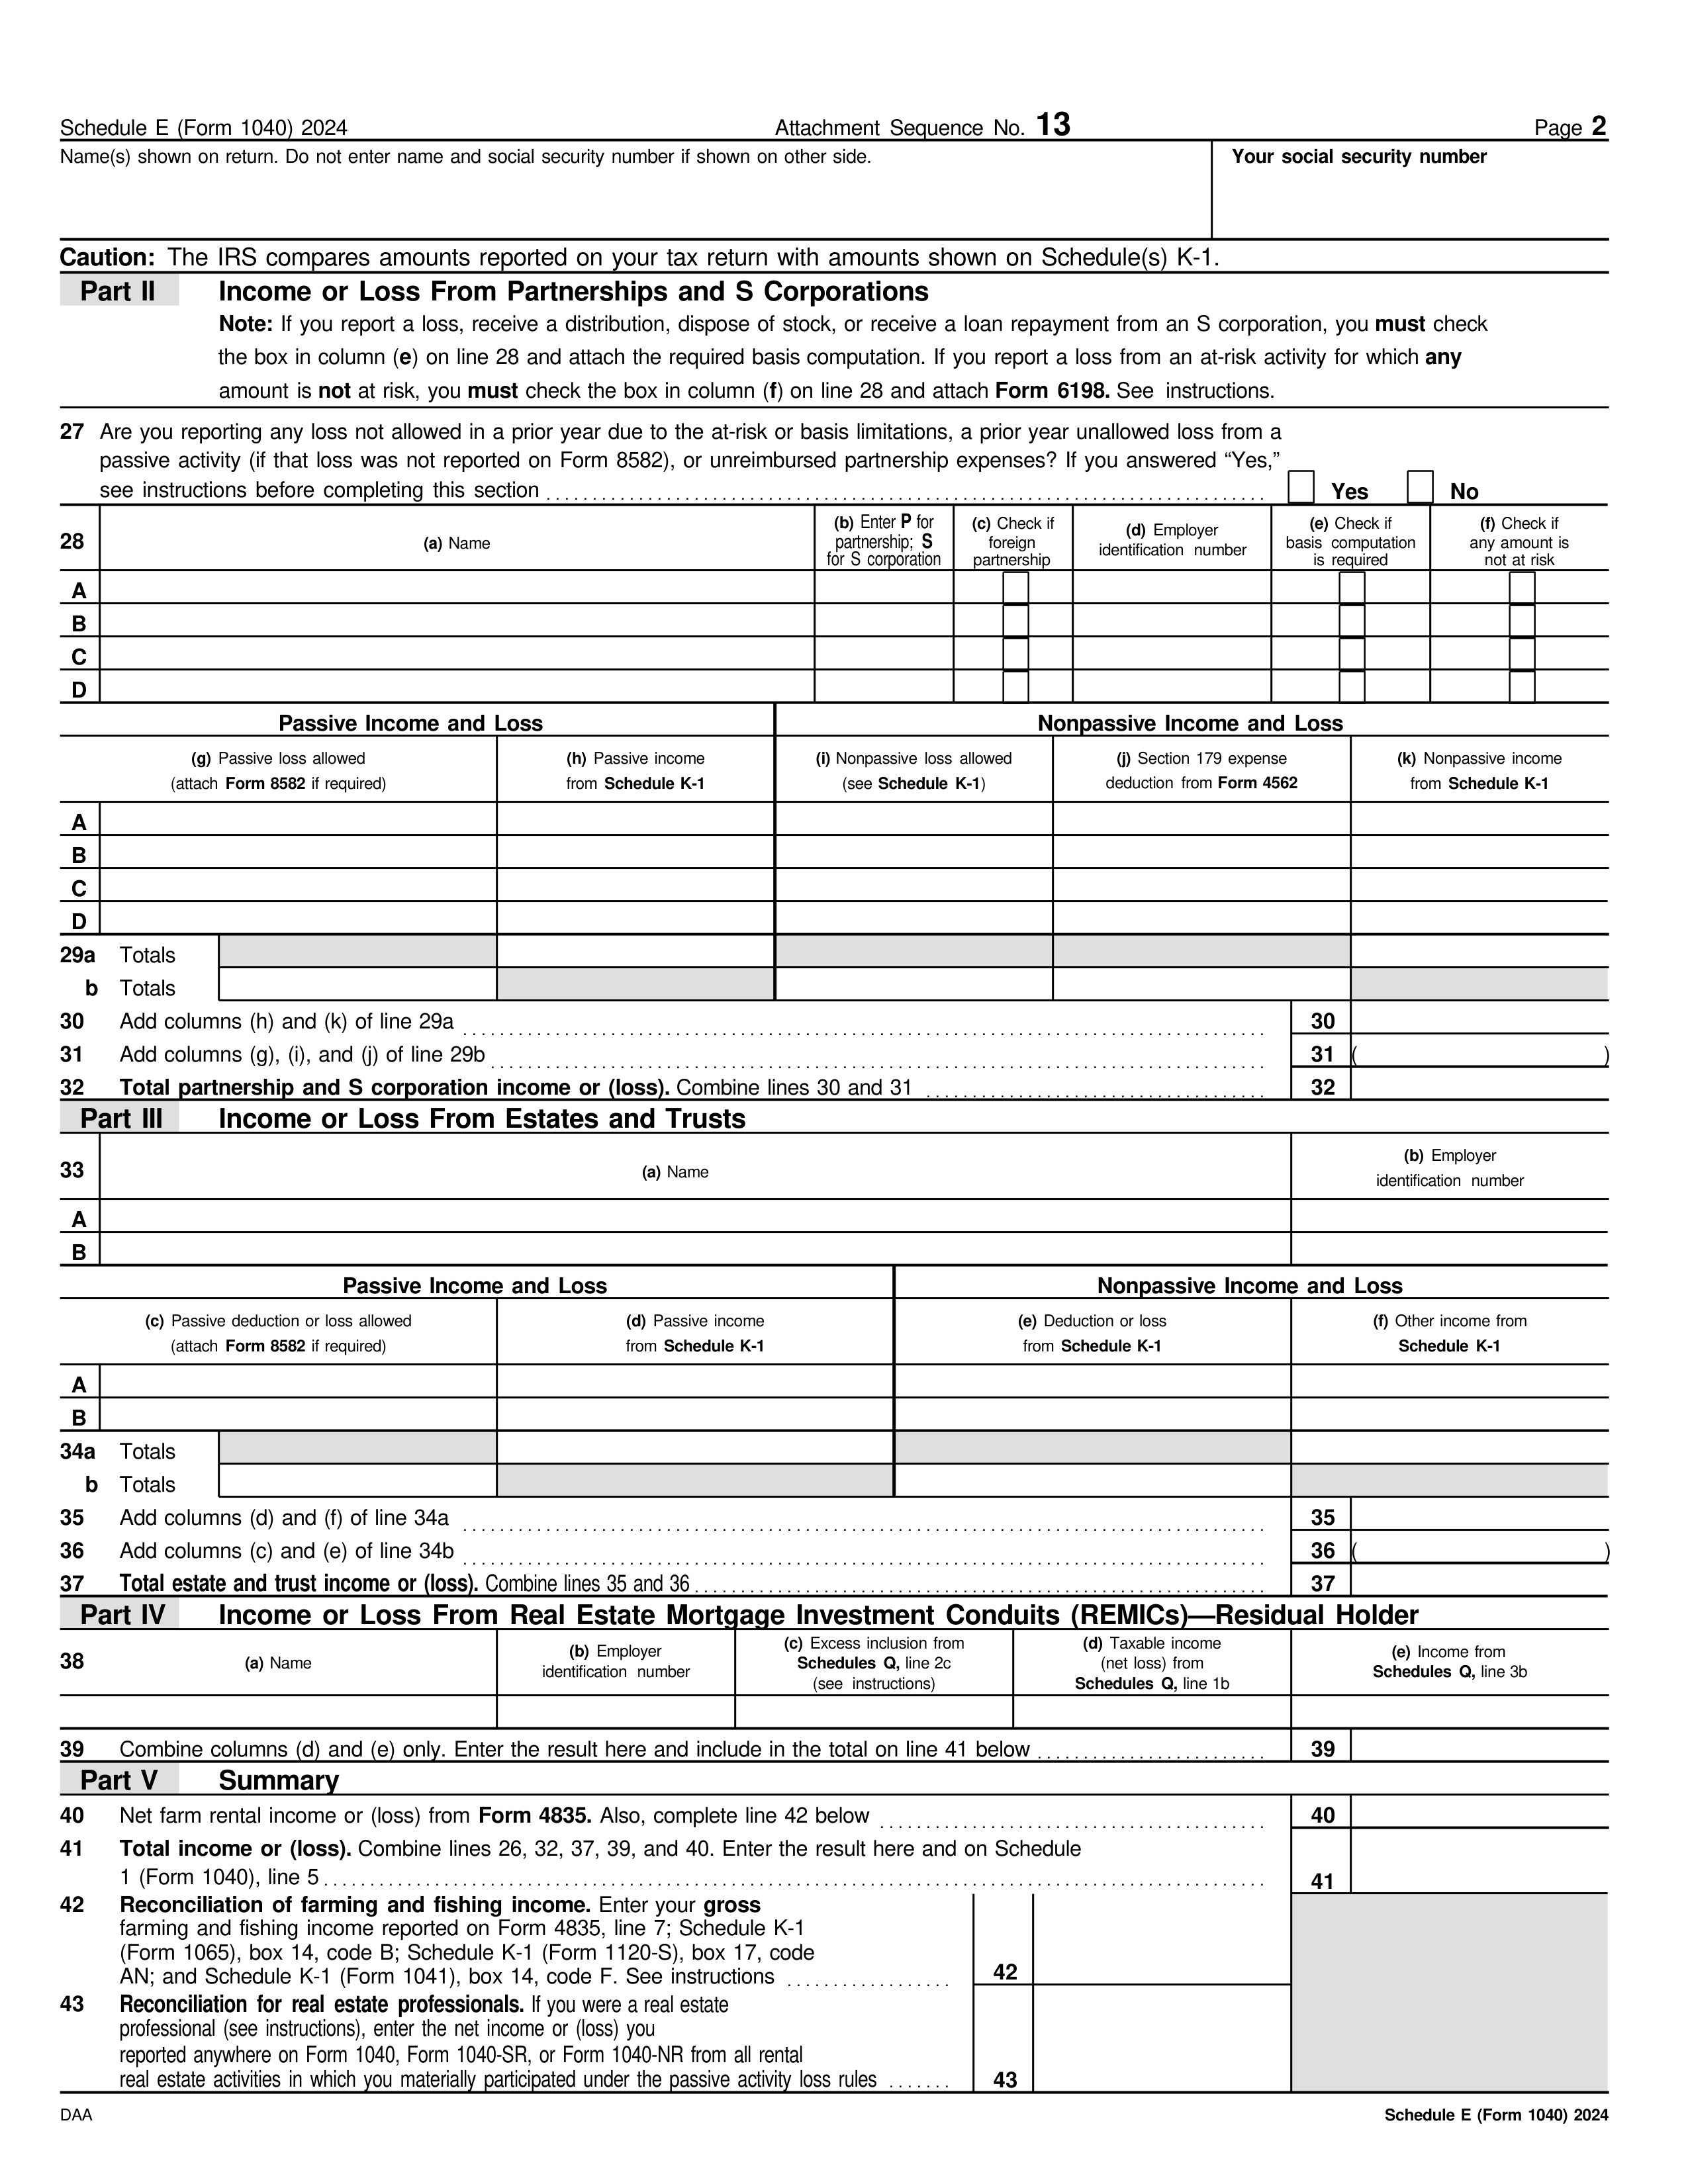 Schedule E (Form 1040) 2024 Attachment Sequence No. 13 Page 2
Name(s) shown on return. Do not enter name and social security number if shown on other side. Your social security number
Caution: The IRS compares amounts reported on your tax return with amounts shown on Schedule(s) K-1.
Part II Income or Loss From Partnerships and S Corporations
Note: If you report a loss, receive a distribution, dispose of stock, or receive a loan repayment from an S corporation, you must check
the box in column (e) on line 28 and attach the required basis computation. If you report a loss from an at-risk activity for which any
amount is not at risk, you must check the box in column (f) on line 28 and attach Form 6198. See instructions.
27 Are you reporting any loss not allowed in a prior year due to the at-risk or basis limitations, a prior year unallowed loss from a
passive activity (if that loss was not reported on Form 8582), or unreimbursed partnership expenses? If you answered “Yes,”
see instructions before completing this section Yes No
28 (a) Name
(b) Enter P for
partnership; S
for S corporation
(c) Check if
foreign
partnership
(d) Employer
identification number
(e) Check if
basis computation
is required
(f) Check if
any amount is
not at risk
A
B
C
D
Passive Income and Loss Nonpassive Income and Loss
(g) Passive loss allowed
(attach Form 8582 if required)
(h) Passive income
from Schedule K-1
(i) Nonpassive loss allowed
(see Schedule K-1)
(j) Section 179 expense
deduction from Form 4562
(k) Nonpassive income
from Schedule K-1
A
B
C
D
29a Totals
b Totals
30 Add columns (h) and (k) of line 29a 30
31 Add columns (g), (i), and (j) of line 29b 31 ( )
32 Total partnership and S corporation income or (loss). Combine lines 30 and 31 32
Part III Income or Loss From Estates and Trusts
33 (a) Name
(b) Employer
identification number
A
B
Passive Income and Loss Nonpassive Income and Loss
(c) Passive deduction or loss allowed
(attach Form 8582 if required)
(d) Passive income
from Schedule K-1
(e) Deduction or loss
from Schedule K-1
(f) Other income from
Schedule K-1
A
B
34a Totals
b Totals
35 Add columns (d) and (f) of line 34a 35
36 Add columns (c) and (e) of line 34b 36 ( )
37 Total estate and trust income or (loss). Combine lines 35 and 36 37
Part IV Income or Loss From Real Estate Mortgage Investment Conduits (REMICs)—Residual Holder
38 (a) Name
(b) Employer
identification number
(c) Excess inclusion from
Schedules Q, line 2c
(see instructions)
(d) Taxable income
(net loss) from
Schedules Q, line 1b
(e) Income from
Schedules Q, line 3b
39 Combine columns (d) and (e) only. Enter the result here and include in the total on line 41 below 39
Part V Summary
40 Net farm rental income or (loss) from Form 4835. Also, complete line 42 below 40
41 Total income or (loss). Combine lines 26, 32, 37, 39, and 40. Enter the result here and on Schedule
1 (Form 1040), line 5 41
42 Reconciliation of farming and fishing income. Enter your gross
farming and fishing income reported on Form 4835, line 7; Schedule K-1
(Form 1065), box 14, code B; Schedule K-1 (Form 1120-S), box 17, code
AN; and Schedule K-1 (Form 1041), box 14, code F. See instructions 42
43 Reconciliation for real estate professionals. If you were a real estate
professional (see instructions), enter the net income or (loss) you
reported anywhere on Form 1040, Form 1040-SR, or Form 1040-NR from all rental
real estate activities in which you materially participated under the passive activity loss rules 43
DAA Schedule E (Form 1040) 2024